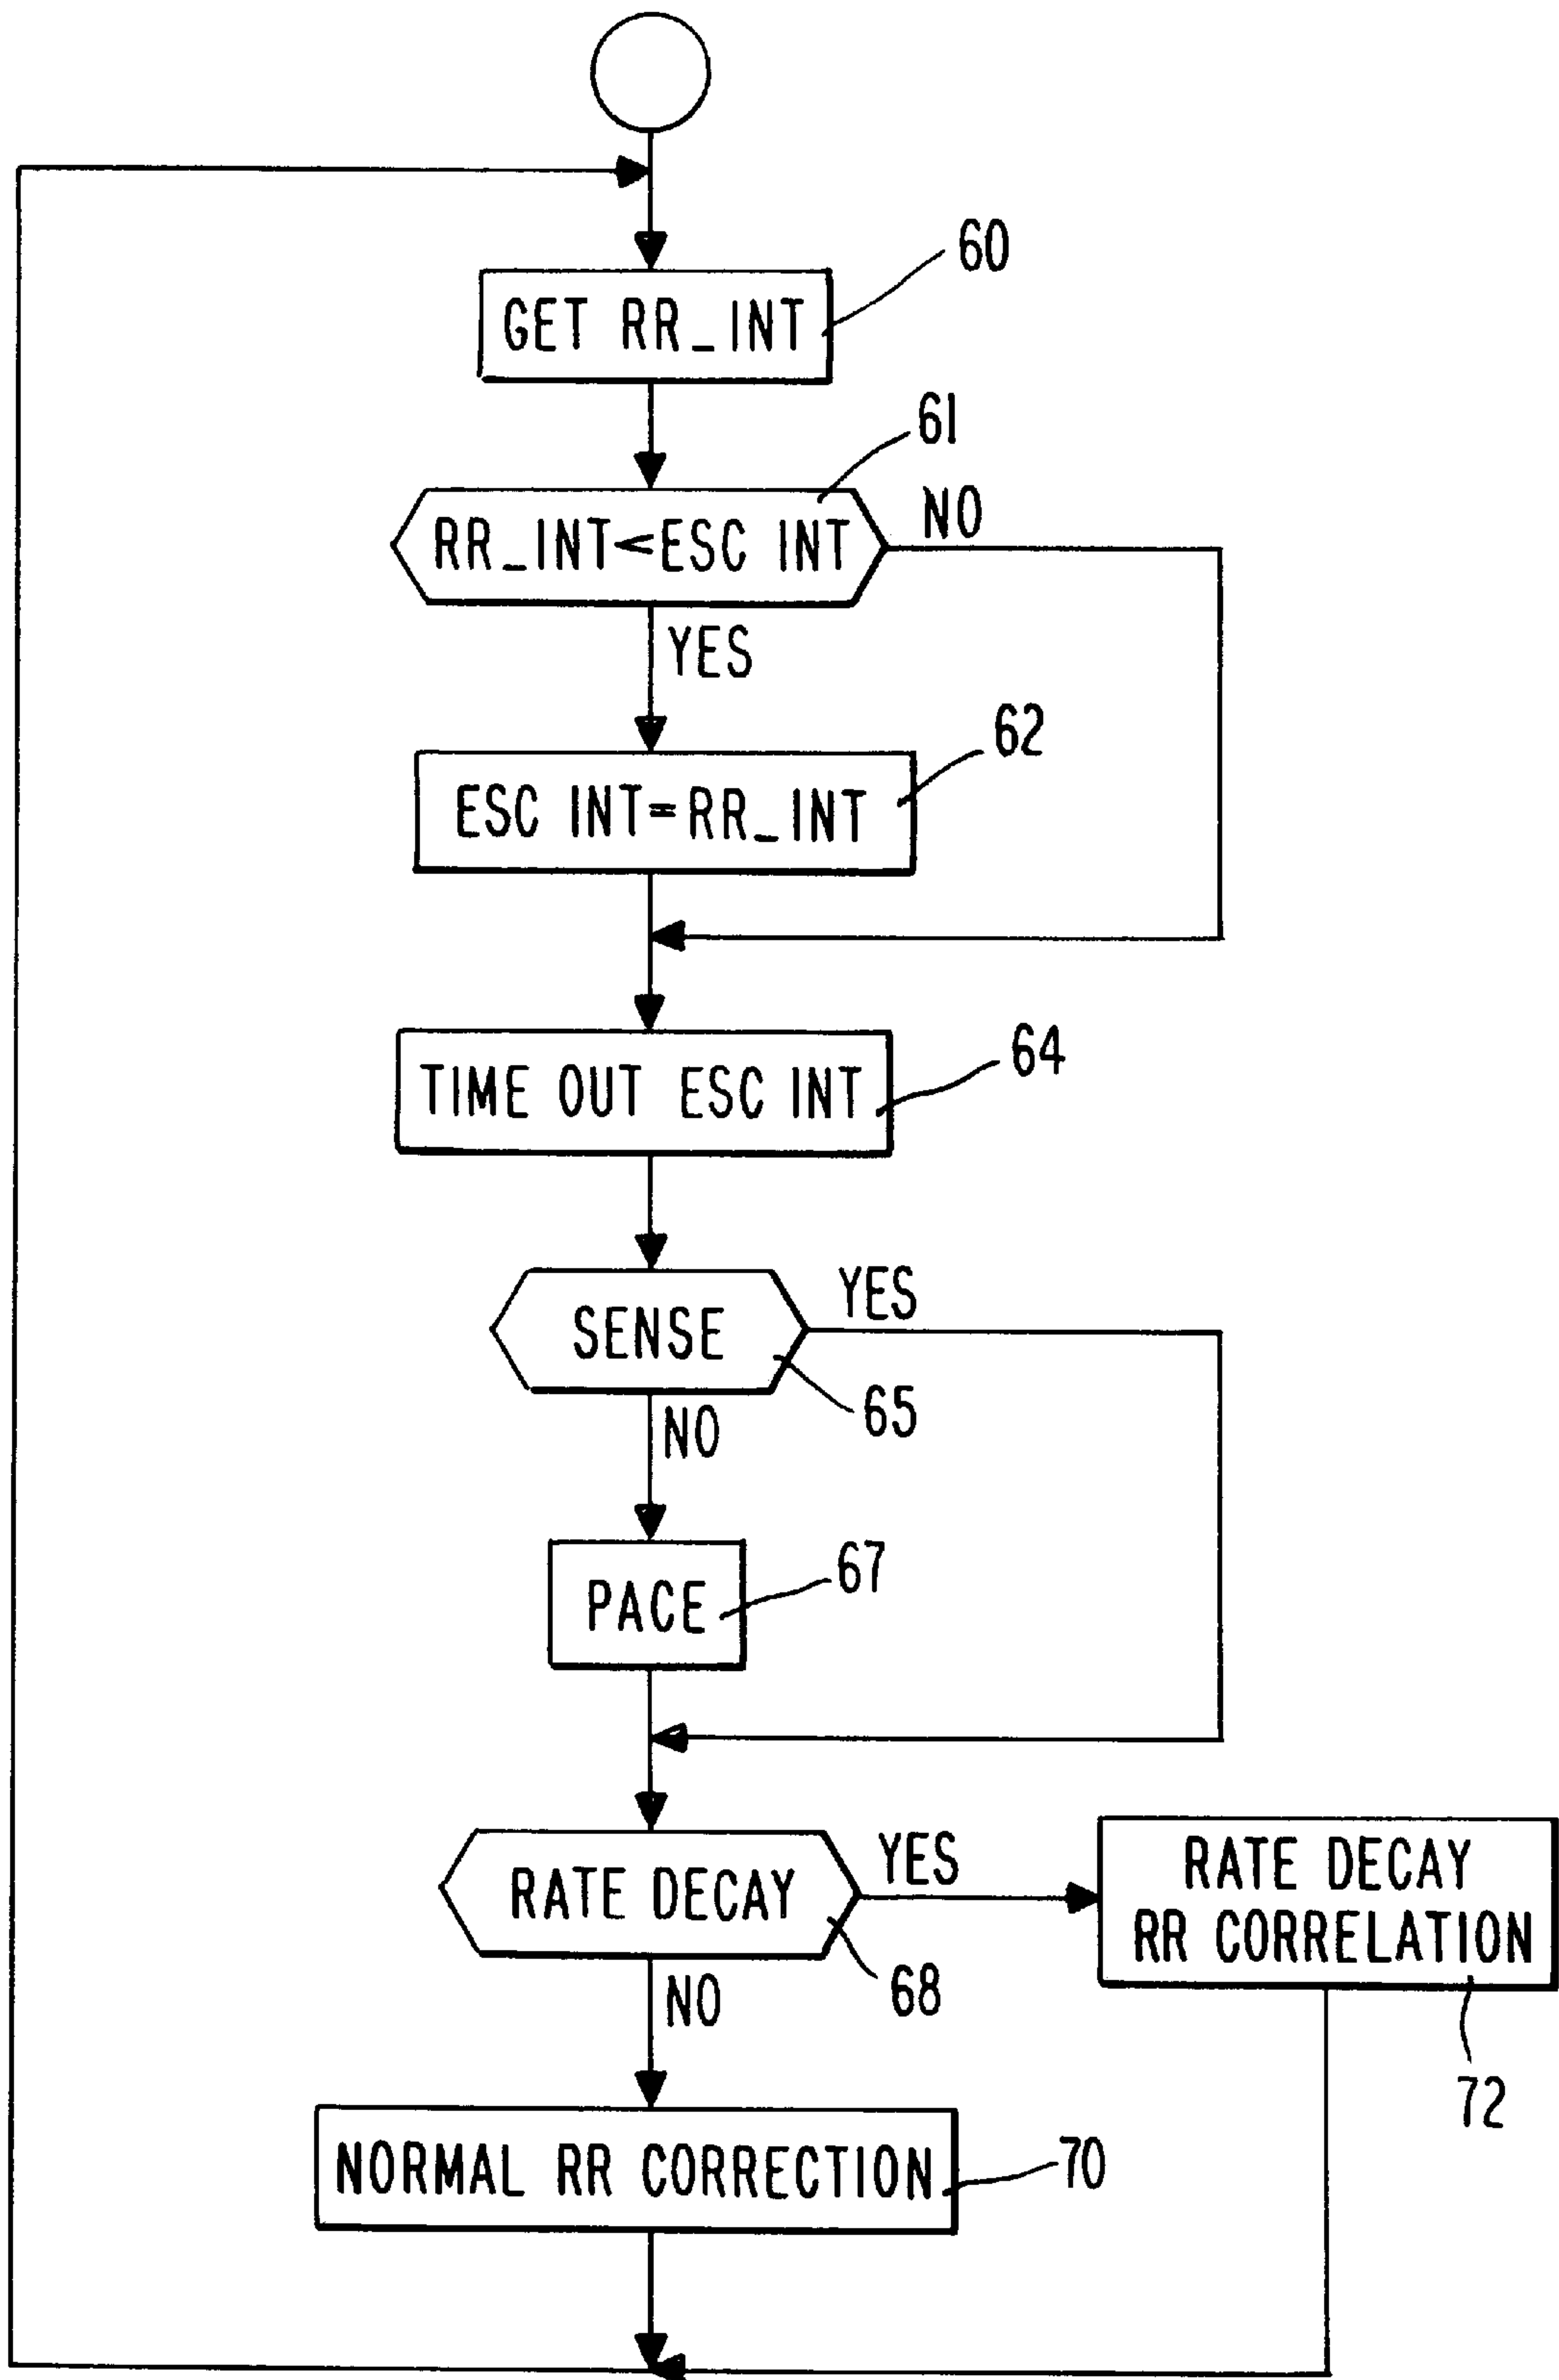 60
GET RR_INT
61
RR_INT<ESC INT
NO
YES
62
ESC INT=RR_INT
64
TIME OUT ESC INT
YES
SENSE
65
NO
67
PACE
RATE DECAY
YES
68
NO
RATE DECAY
RR CORRELATION
72
NORMAL RR CORRECTION
70